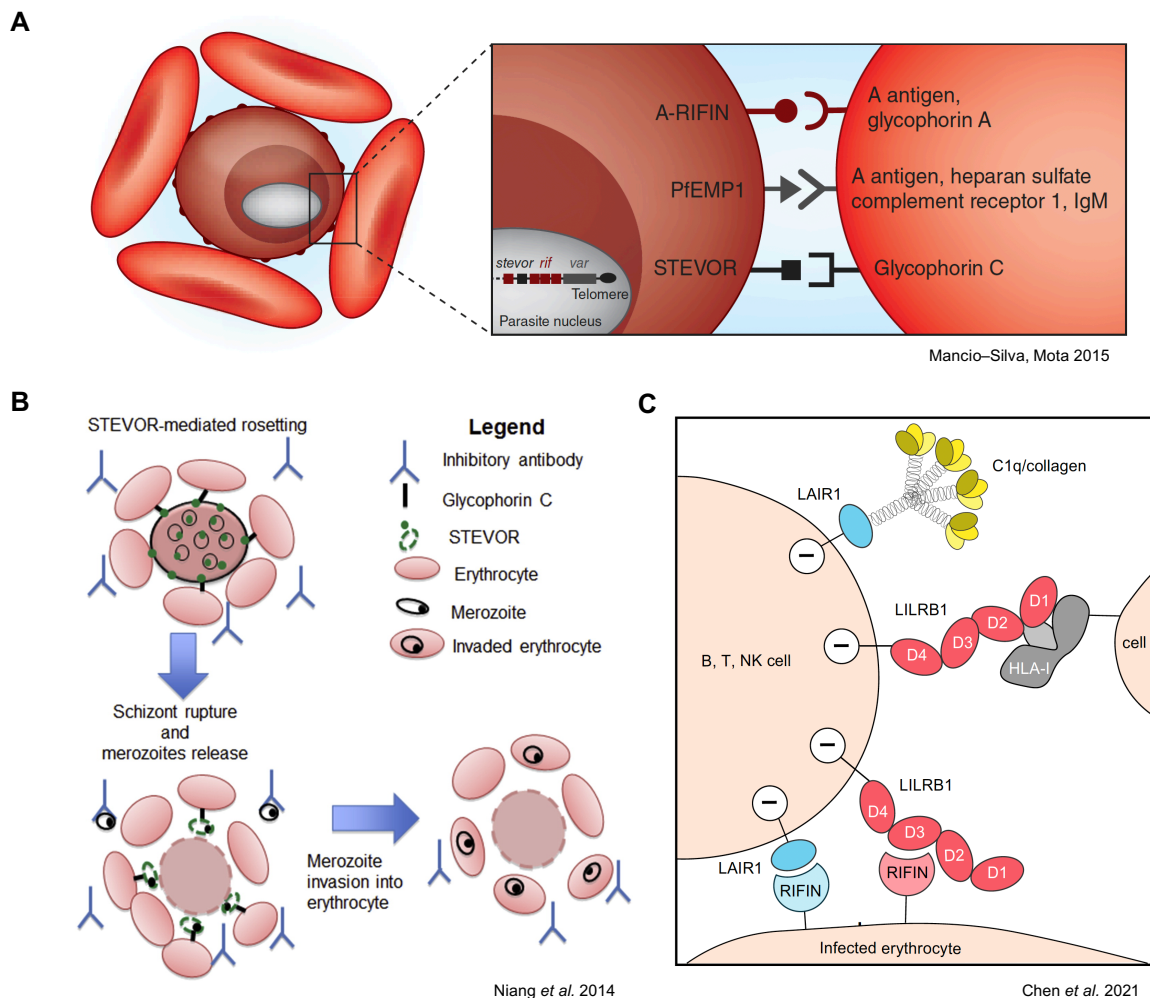 A
A-RIFIN
A antigen,
glycophorin A
PfEMP1
A antigen, heparan sulfate
complement receptor 1, IgM
STEVOR
Glycophorin C
stevor rif var
Telomere
Parasite nucleus
Mancio–Silva, Mota 2015
B
STEVOR-mediated rosetting
Legend
Inhibitory antibody
Glycophorin C
STEVOR
Erythrocyte
Merozoite
Invaded erythrocyte
Schizont rupture
and
merozoites release
Merozoite
invasion into
erythrocyte
Niang et al. 2014
C
C1q/collagen
LAIR1
−
LILRB1
D1
D2
D3
D4
HLA-I
−
B, T, NK cell
cell
−
LILRB1
−
D4
D3
D2
D1
LAIR1
RIFIN
RIFIN
Infected erythrocyte
Chen et al. 2021